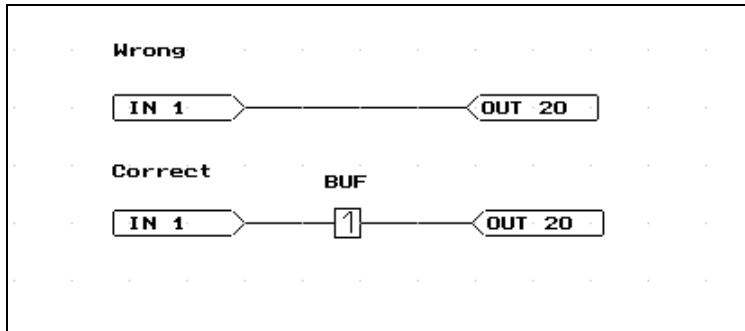 Wrong
IN 1 OUT 20
Correct
BUF
IN 1 1 OUT 20